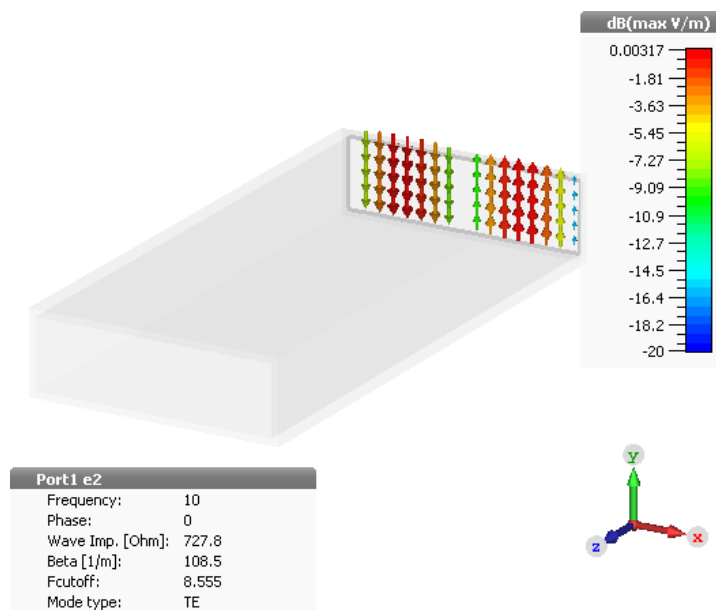 dB(max V/m)
0.00317
-1.81
-3.63
-5.45
-7.27
-9.09
-10.9
-12.7
-14.5
-16.4
-18.2
-20
Port1 e2
Frequency: 10
Phase: 0
Wave Imp. [Ohm]: 727.8
Beta [1/m]: 108.5
Fcutoff: 8.555
Mode type: TE
y
z
x